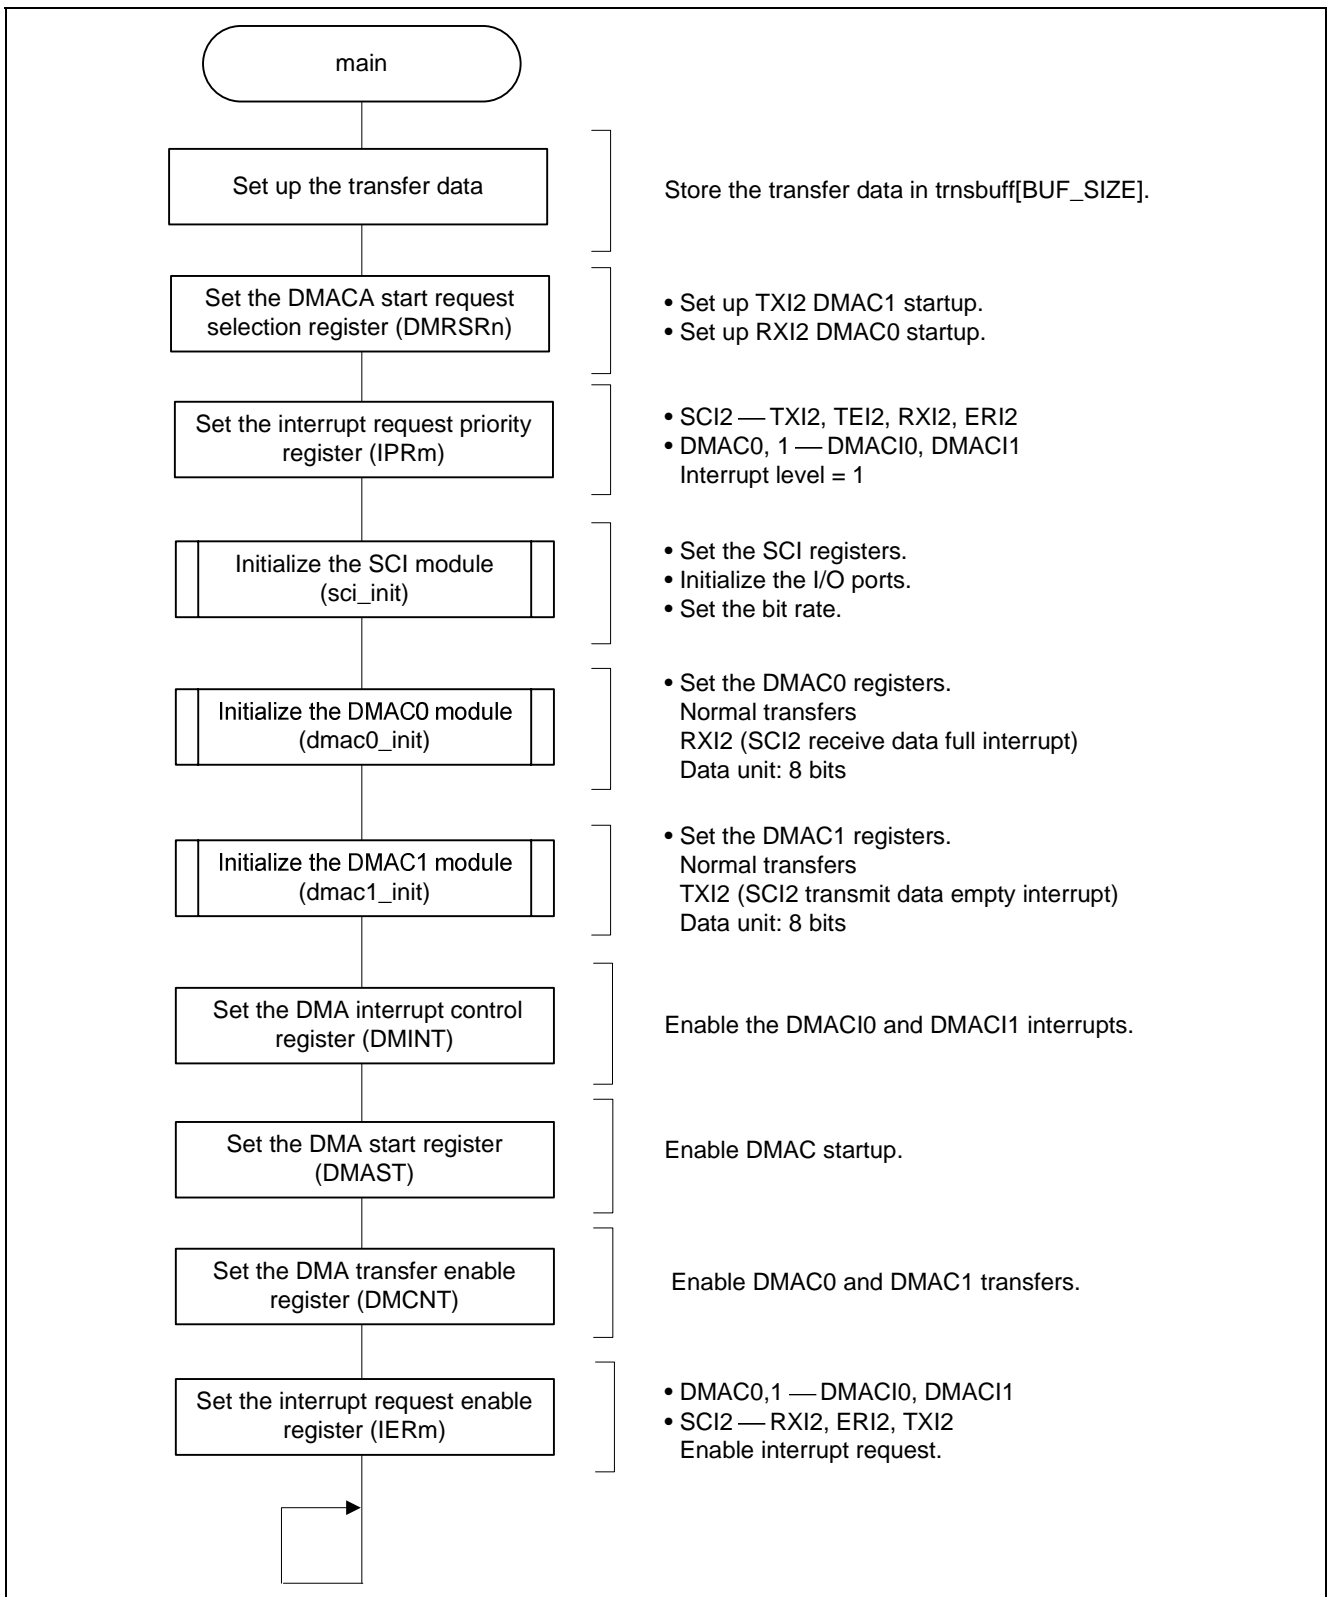 main
Set up the transfer data
Store the transfer data in trnsbuff[BUF_SIZE].
Set the DMACA start request
selection register (DMRSRn)
• Set up TXI2 DMAC1 startup.
• Set up RXI2 DMAC0 startup.
Set the interrupt request priority
register (IPRm)
• SCI2 — TXI2, TEI2, RXI2, ERI2
• DMAC0, 1 — DMACI0, DMACI1
Interrupt level = 1
Initialize the SCI module
(sci_init)
• Set the SCI registers.
• Initialize the I/O ports.
• Set the bit rate.
Initialize the DMAC0 module
(dmac0_init)
• Set the DMAC0 registers.
Normal transfers
RXI2 (SCI2 receive data full interrupt)
Data unit: 8 bits
Initialize the DMAC1 module
(dmac1_init)
• Set the DMAC1 registers.
Normal transfers
TXI2 (SCI2 transmit data empty interrupt)
Data unit: 8 bits
Set the DMA interrupt control
register (DMINT)
Enable the DMACI0 and DMACI1 interrupts.
Set the DMA start register
(DMAST)
Enable DMAC startup.
Set the DMA transfer enable
register (DMCNT)
Enable DMAC0 and DMAC1 transfers.
Set the interrupt request enable
register (IERm)
• DMAC0,1 — DMACI0, DMACI1
• SCI2 — RXI2, ERI2, TXI2
Enable interrupt request.